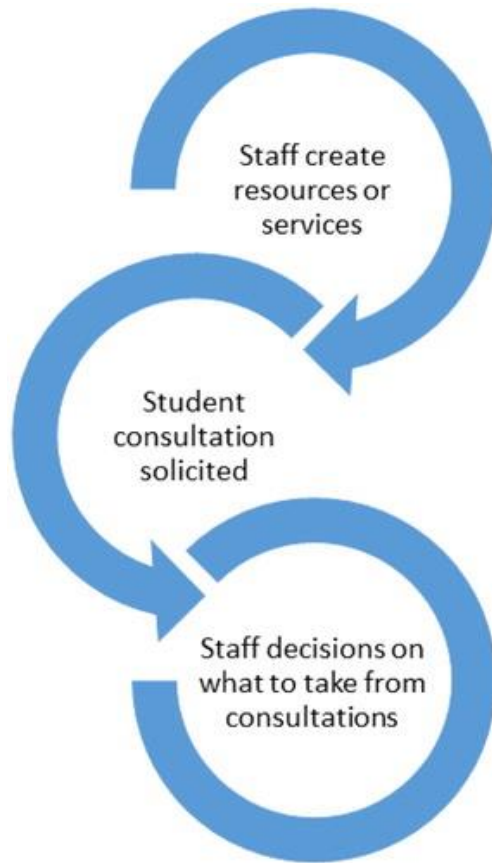 Staff create
resources or
services
Student
consultation
solicited
Staff decisions on
what to take from
consultations